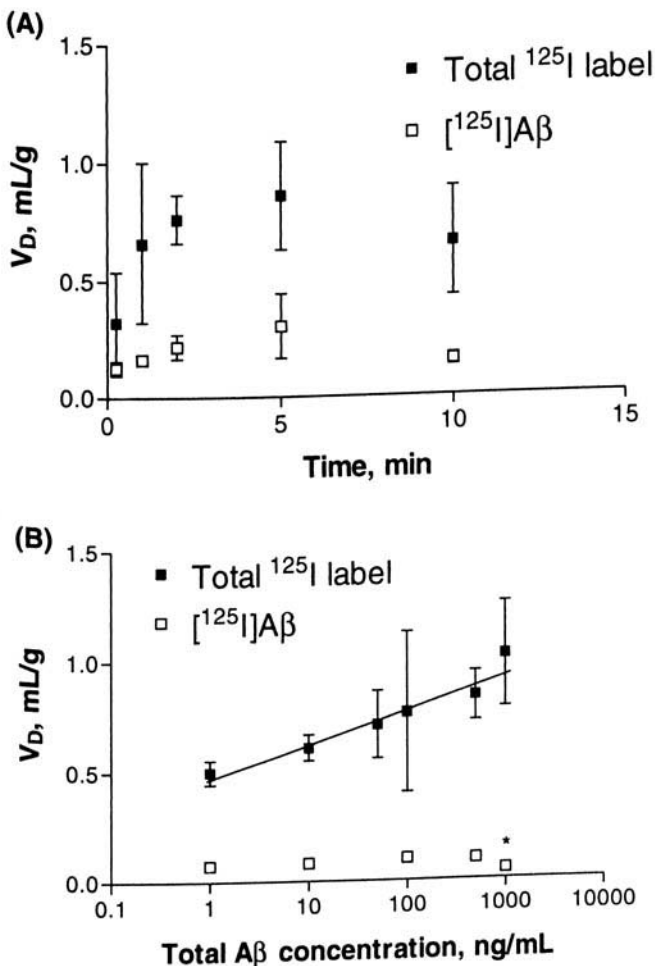 (A)
1.5
1.0
0.5
0.0
V_D, mL/g
■ Total ¹²⁵I label
□ [¹²⁵I]Aβ
0 5 10 15
Time, min
(B)
1.5
1.0
0.5
0.0
V_D, mL/g
■ Total ¹²⁵I label
□ [¹²⁵I]Aβ
*
0.1 1 10 100 1000 10000
Total Aβ concentration, ng/mL